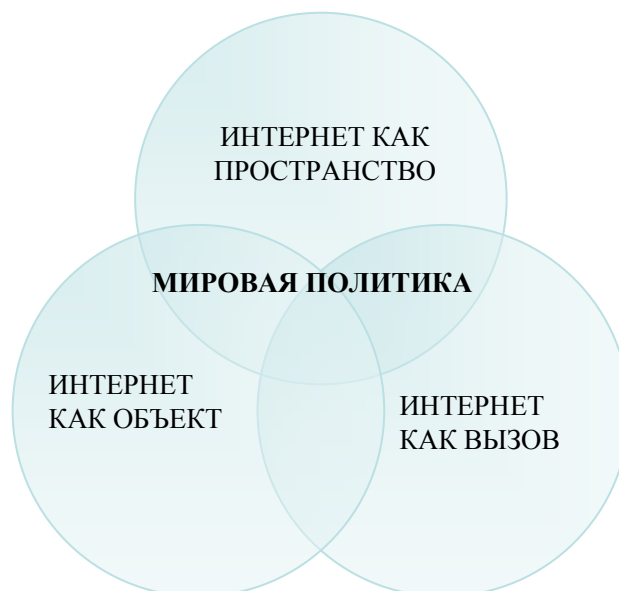 ИНТЕРНЕТ КАК
ПРОСТРАНСТВО
МИРОВАЯ ПОЛИТИКА
ИНТЕРНЕТ
КАК ОБЪЕКТ
ИНТЕРНЕТ
КАК ВЫЗОВ